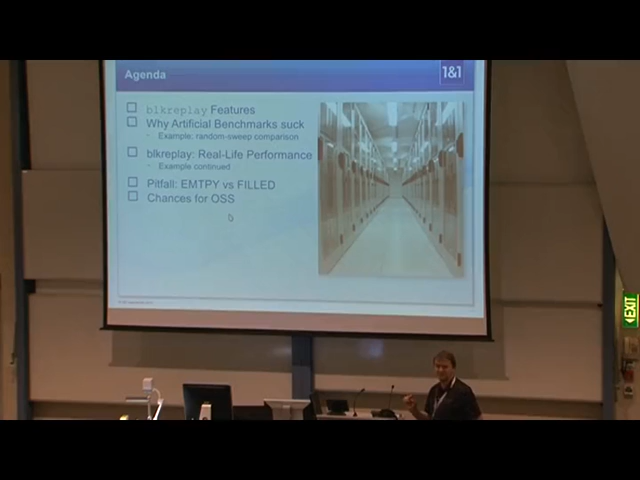 Agenda
1&1
blkreplay Features
Why Artificial Benchmarks suck
- Example: random-sweep comparison
blkreplay: Real-Life Performance
- Example continued
Pitfall: EMTPY vs FILLED
Chances for OSS
EXIT